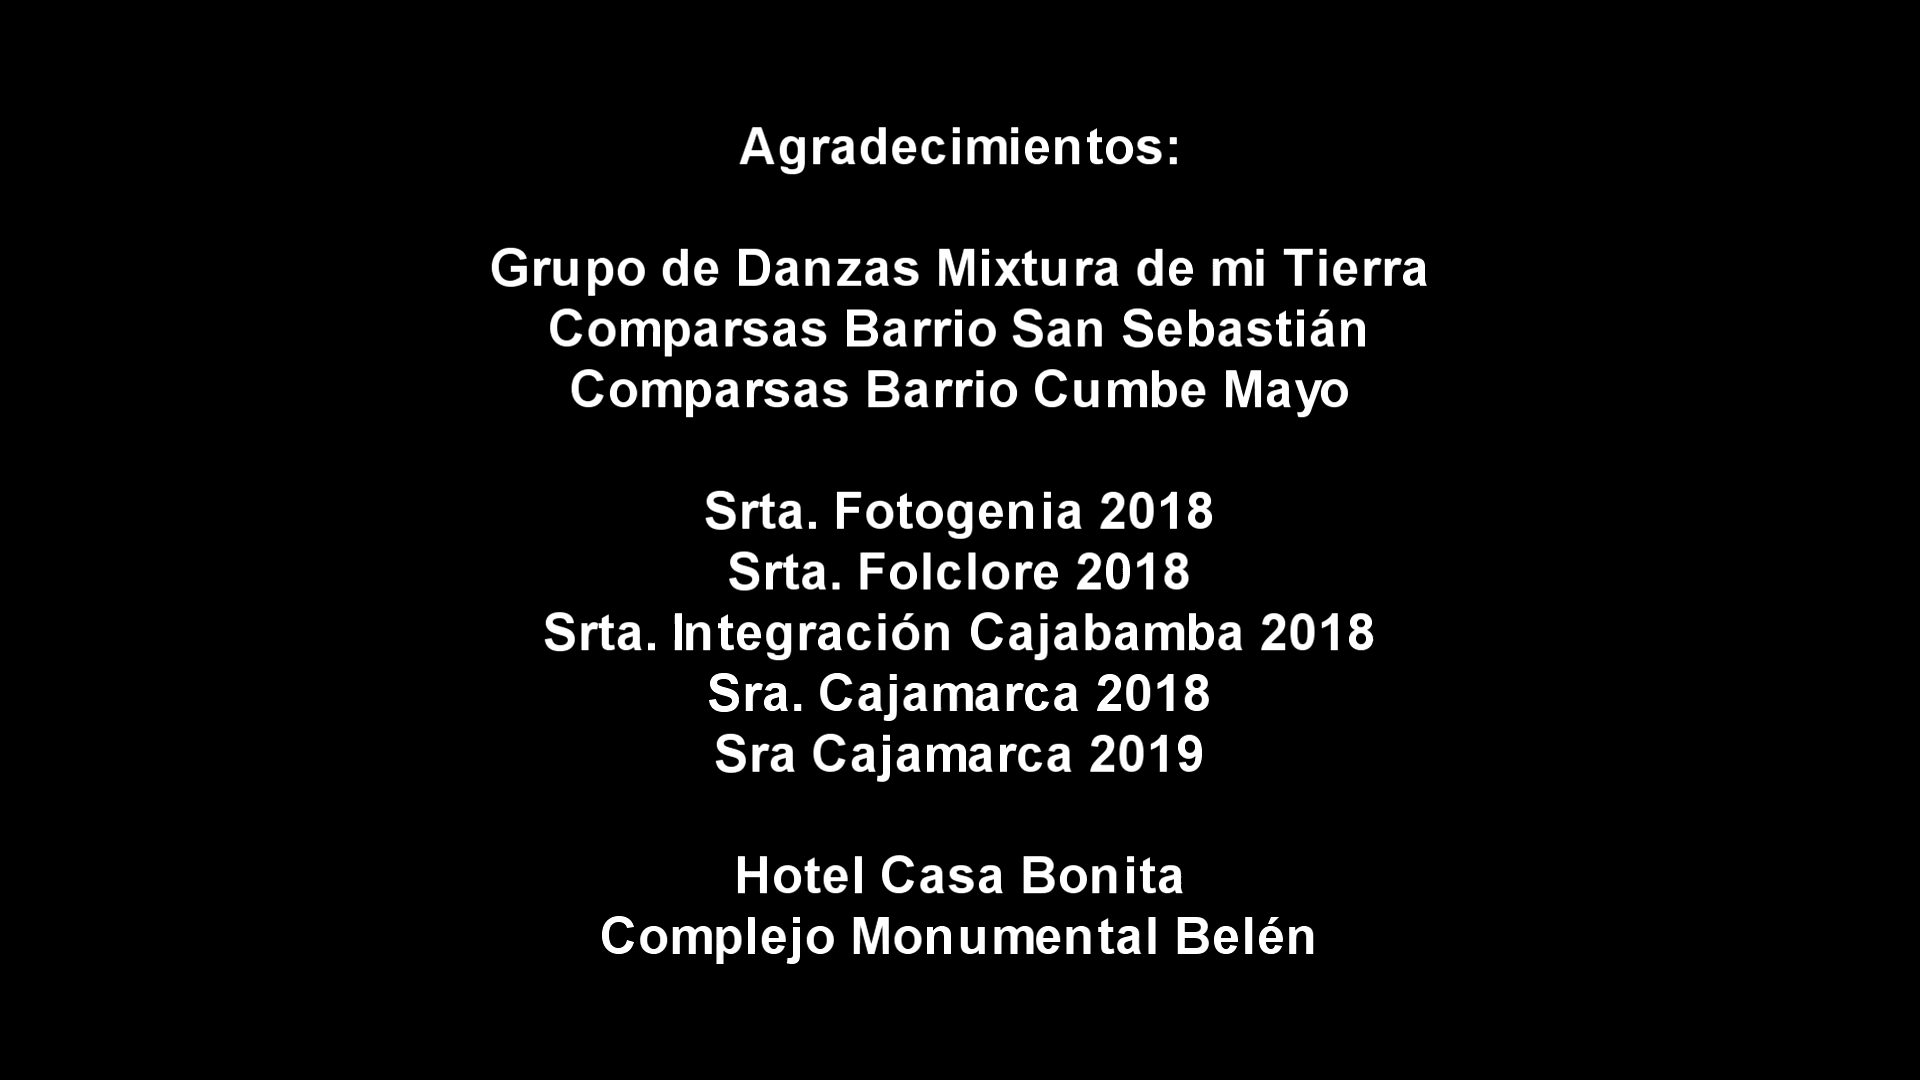 Agradecimientos:
Grupo de Danzas Mixtura de mi Tierra
Comparsas Barrio San Sebastián
Comparsas Barrio Cumbe Mayo
Srta. Fotogenia 2018
Srta. Folclore 2018
Srta. Integración Cajabamba 2018
Sra. Cajamarca 2018
Sra Cajamarca 2019
Hotel Casa Bonita
Complejo Monumental Belén